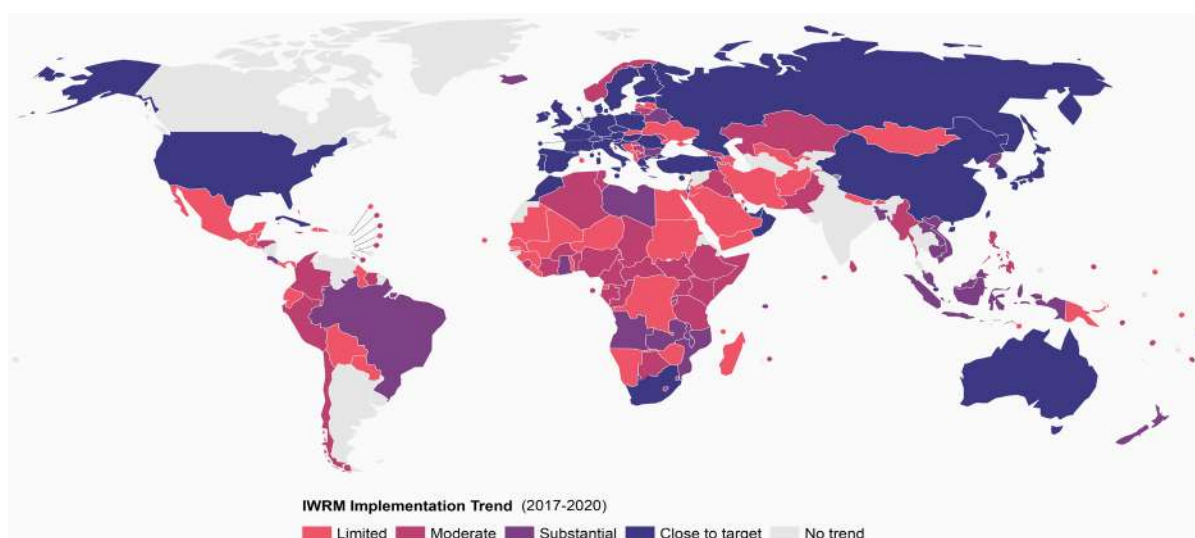 IWRM Implementation Trend (2017-2020)
Limited Moderate Substantial Close to target No trend